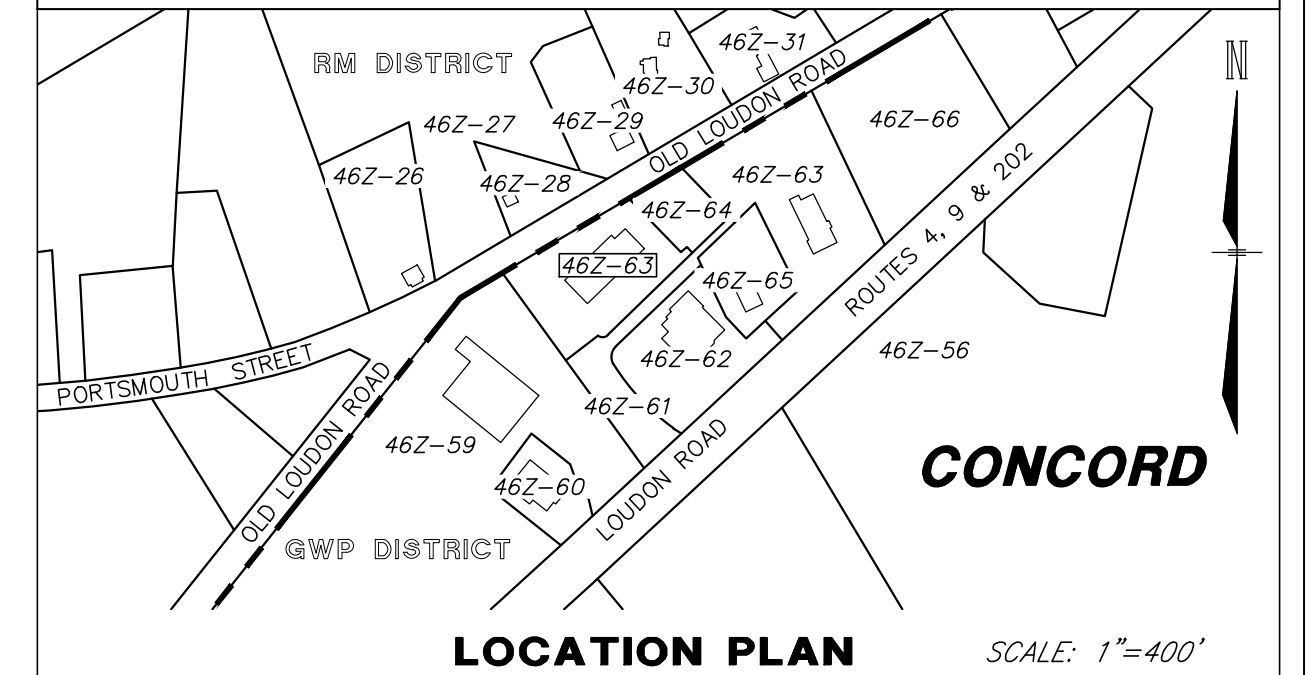 46Z-31
N
RM DISTRICT
46Z-30
46Z-29
46Z-27
46Z-66
OLD LOUDON ROAD
46Z-26
46Z-28
46Z-63
ROUTES 4, 9 & 202
46Z-64
46Z-63
46Z-65
46Z-62
46Z-56
PORTSMOUTH STREET
OLD LOUDON ROAD
46Z-61
46Z-59
LOUDON ROAD
CONCORD
46Z-60
GWP DISTRICT
LOCATION PLAN
SCALE: 1"=400'